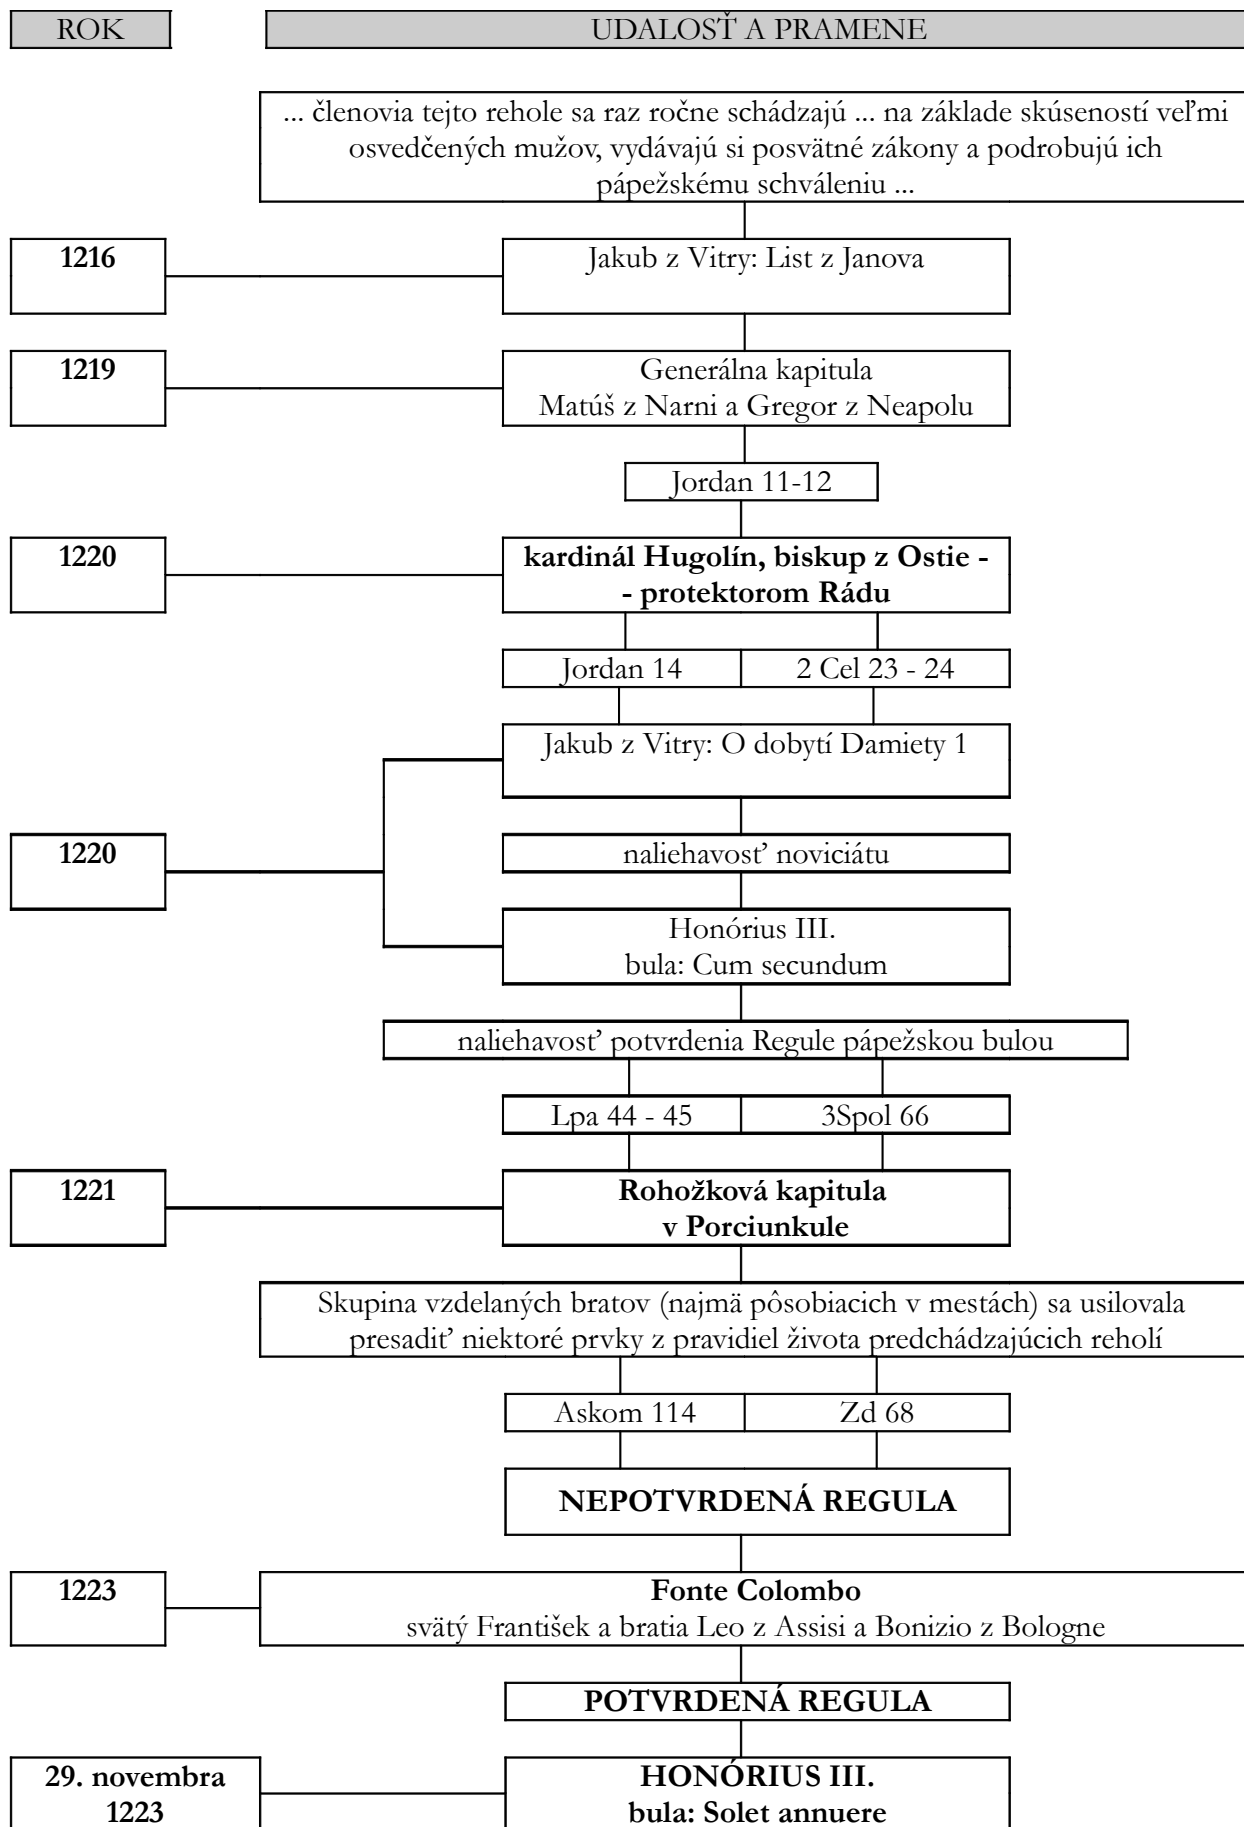 ROK
UDALOSŤ A PRAMENE
... členovia tejto rehole sa raz ročne schádzajú ... na základe skúseností veľmi
osvedčených mužov, vydávajú si posvätné zákony a podrobujú ich
pápežskému schváleniu ...
1216
Jakub z Vitry: List z Janova
1219
Generálna kapitula
Matúš z Narni a Gregor z Neapolu
Jordan 11-12
1220
kardinál Hugolín, biskup z Ostie -
- protektorom Rádu
Jordan 14
2 Cel 23 - 24
Jakub z Vitry: O dobytí Damiety 1
1220
naliehavosť noviciátu
Honórius III.
bula: Cum secundum
naliehavosť potvrdenia Regule pápežskou bulou
Lpa 44 - 45
3Spol 66
1221
Rohožková kapitula
v Porciunkule
Skupina vzdelaných bratov (najmä pôsobiacich v mestách) sa usilovala
presadiť niektoré prvky z pravidiel života predchádzajúcich reholí
Askom 114
Zd 68
NEPOTVRDENÁ REGULA
1223
Fonte Colombo
svätý František a bratia Leo z Assisi a Bonizio z Bologne
POTVRDENÁ REGULA
29. novembra
1223
HONÓRIUS III.
bula: Solet annuere